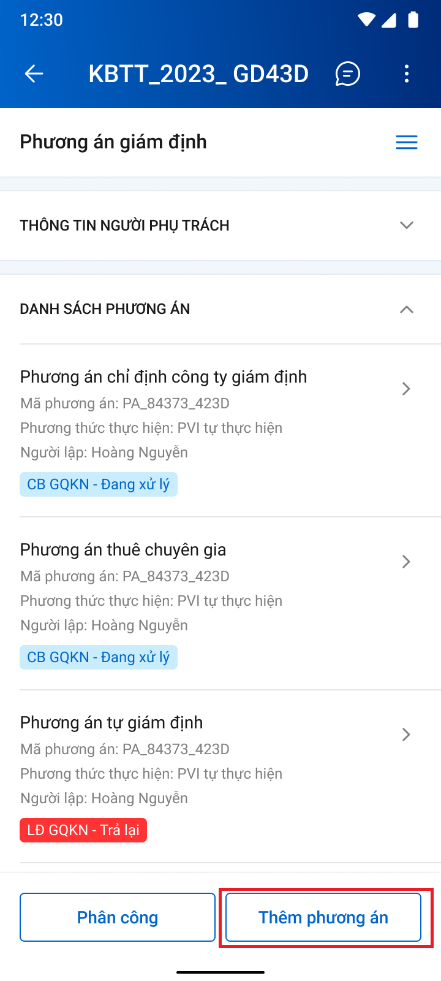 12:30
KBTT_2023_ GD43D
Phương án giám định
THÔNG TIN NGƯỜI PHỤ TRÁCH
DANH SÁCH PHƯƠNG ÁN
Phương án chỉ định công ty giám định
Mã phương án: PA_84373_423D
Phương thức thực hiện: PVI tự thực hiện
Người lập: Hoàng Nguyễn
CB GQKN - Đang xử lý
Phương án thuê chuyên gia
Mã phương án: PA_84373_423D
Phương thức thực hiện: PVI tự thực hiện
Người lập: Hoàng Nguyễn
CB GQKN - Đang xử lý
Phương án tự giám định
Mã phương án: PA_84373_423D
Phương thức thực hiện: PVI tự thực hiện
Người lập: Hoàng Nguyễn
LĐ GQKN - Trả lại
Phân công
Thêm phương án